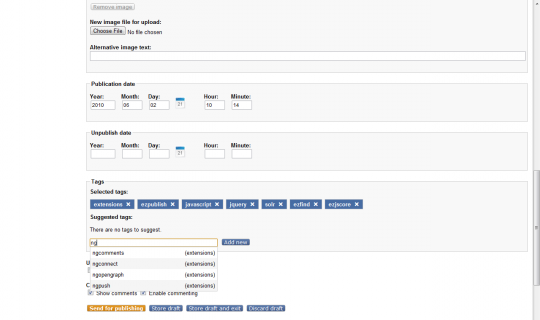 Remove image
New image file for upload:
Choose File No file chosen
Alternative image text:
Publication date
Year: Month: Day: Hour: Minute:
2010 06 02 10 14
Unpublish date
Year: Month: Day: Hour: Minute:
Tags
Selected tags:
extensions ✕ ezpublish ✕ javascript ✕ jquery ✕ solr ✕ ezfind ✕ ezjscore ✕
Suggested tags:
There are no tags to suggest.
ng Add new
ngcomments (extensions)
ngconnect (extensions)
ngopengraph (extensions)
ngpush (extensions)
Show comments Enable commenting
Send for publishing Store draft Store draft and exit Discard draft